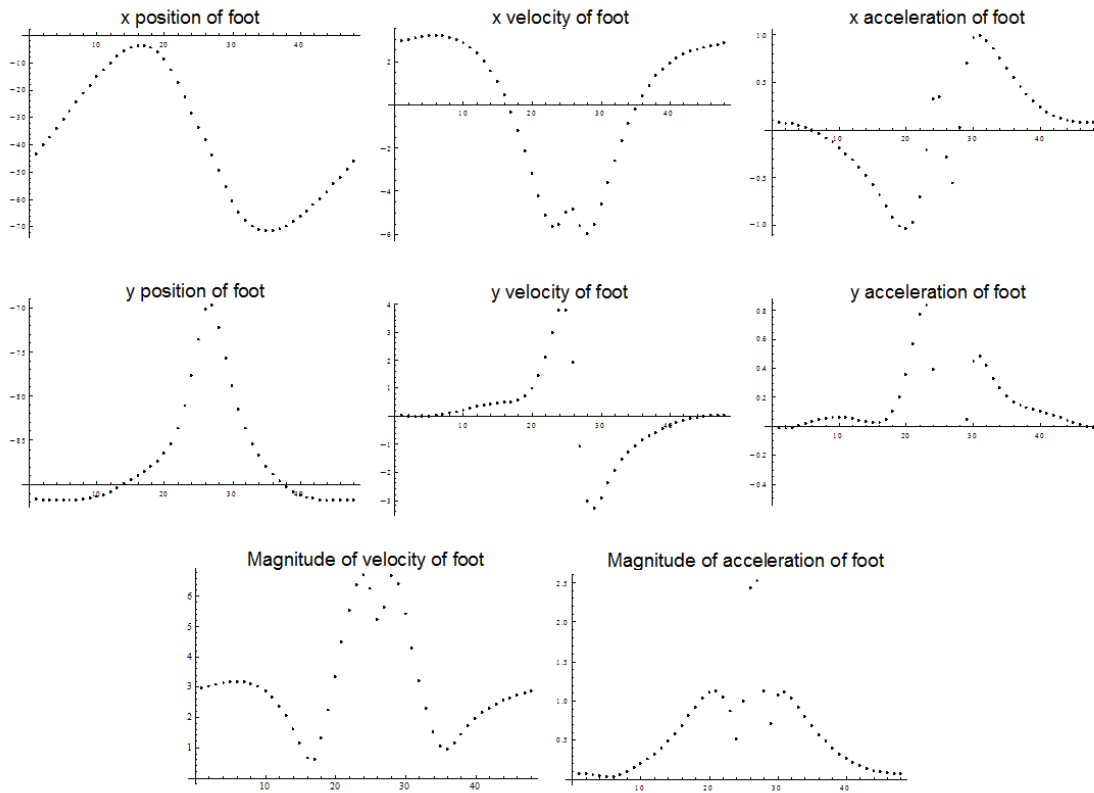 x position of foot
x velocity of foot
x acceleration of foot
10 20 30 40
-10
-20
-30
-40
-50
-60
-70
2
10 20 30 40
-2
-4
-6
1.0
0.5
10 20 30 40
-0.5
-1.0
y position of foot
y velocity of foot
y acceleration of foot
-70
-75
-80
-85
10 20 30 40
4
3
2
1
10 20 30 40
-1
-2
-3
0.8
0.6
0.4
0.2
10 20 30 40
-0.2
-0.4
Magnitude of velocity of foot
Magnitude of acceleration of foot
6
5
4
3
2
1
10 20 30 40
2.5
2.0
1.5
1.0
0.5
10 20 30 40